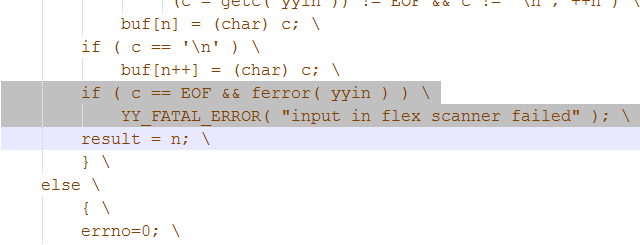 (c = getc( yyin )) != EOF && c != '\n'; ++n ) \
buf[n] = (char) c; \
if ( c == '\n' ) \
buf[n++] = (char) c; \
if ( c == EOF && ferror( yyin ) ) \
YY_FATAL_ERROR( "input in flex scanner failed" ); \
result = n; \
} \
else \
{ \
errno=0; \